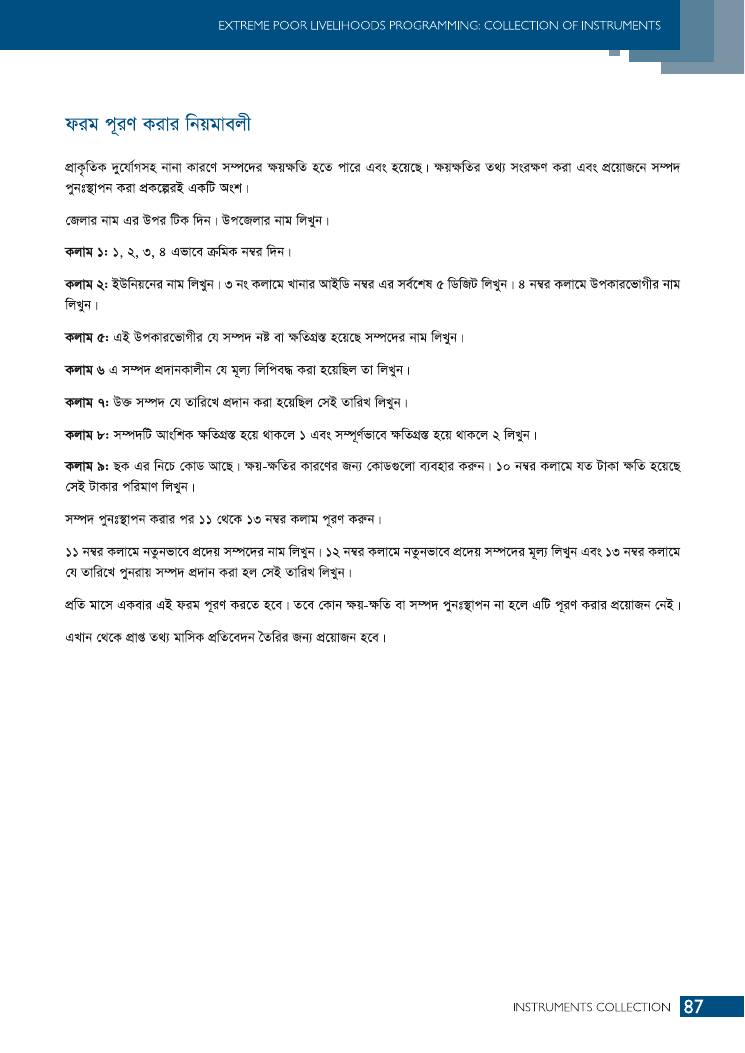 EXTREME POOR LIVELIHOODS PROGRAMMING: COLLECTION OF INSTRUMENTS
ফরম পূরণ করার নিয়মাবলী
প্রাকৃতিক দুর্যোগসহ নানা কারণে সম্পদের ক্ষয়ক্ষতি হতে পারে এবং হয়েছে। ক্ষয়ক্ষতির তথ্য সংরক্ষণ করা এবং প্রয়োজনে সম্পদ
পুনঃস্থাপন করা প্রকল্পেরই একটি অংশ।
জেলার নাম এর উপর টিক দিন। উপজেলার নাম লিখুন।
কলাম ১: ১, ২, ৩, ৪ এভাবে ক্রমিক নম্বর দিন।
কলাম ২: ইউনিয়নের নাম লিখুন। ৩ নং কলামে খানার আইডি নম্বর এর সর্বশেষ ৫ ডিজিট লিখুন। ৪ নম্বর কলামে উপকারভোগীর নাম
লিখুন।
কলাম ৫: এই উপকারভোগীর যে সম্পদ নষ্ট বা ক্ষতিগ্রস্ত হয়েছে সম্পদের নাম লিখুন।
কলাম ৬ এ সম্পদ প্রদানকালীন যে মূল্য লিপিবদ্ধ করা হয়েছিল তা লিখুন।
কলাম ৭: উক্ত সম্পদ যে তারিখে প্রদান করা হয়েছিল সেই তারিখ লিখুন।
কলাম ৮: সম্পদটি আংশিক ক্ষতিগ্রস্ত হয়ে থাকলে ১ এবং সম্পূর্ণভাবে ক্ষতিগ্রস্ত হয়ে থাকলে ২ লিখুন।
কলাম ৯: ছক এর নিচে কোড আছে। ক্ষয়-ক্ষতির কারণের জন্য কোডগুলো ব্যবহার করুন। ১০ নম্বর কলামে যত টাকা ক্ষতি হয়েছে
সেই টাকার পরিমাণ লিখুন।
সম্পদ পুনঃস্থাপন করার পর ১১ থেকে ১৩ নম্বর কলাম পূরণ করুন।
১১ নম্বর কলামে নতুনভাবে প্রদেয় সম্পদের নাম লিখুন। ১২ নম্বর কলামে নতুনভাবে প্রদেয় সম্পদের মূল্য লিখুন এবং ১৩ নম্বর কলামে
যে তারিখে পুনরায় সম্পদ প্রদান করা হল সেই তারিখ লিখুন।
প্রতি মাসে একবার এই ফরম পূরণ করতে হবে। তবে কোন ক্ষয়-ক্ষতি বা সম্পদ পুনঃস্থাপন না হলে এটি পূরণ করার প্রয়োজন নেই।
এখান থেকে প্রাপ্ত তথ্য মাসিক প্রতিবেদন তৈরির জন্য প্রয়োজন হবে।
INSTRUMENTS COLLECTION 87